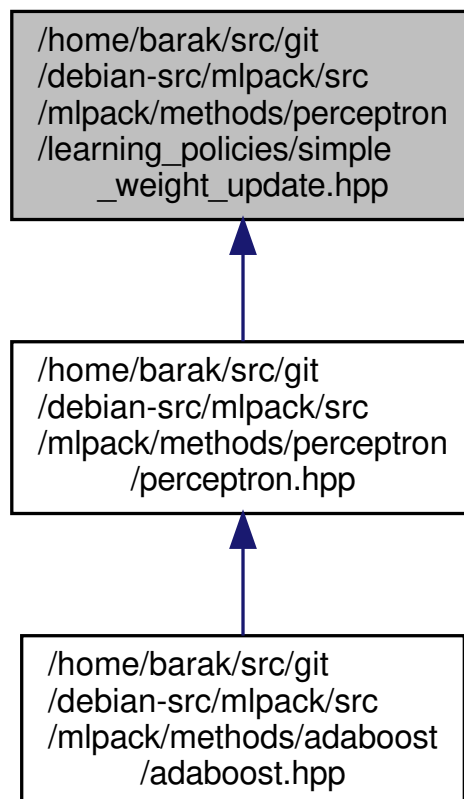 /home/barak/src/git
/debian-src/mlpack/src
/mlpack/methods/perceptron
/learning_policies/simple
_weight_update.hpp
/home/barak/src/git
/debian-src/mlpack/src
/mlpack/methods/perceptron
/perceptron.hpp
/home/barak/src/git
/debian-src/mlpack/src
/mlpack/methods/adaboost
/adaboost.hpp